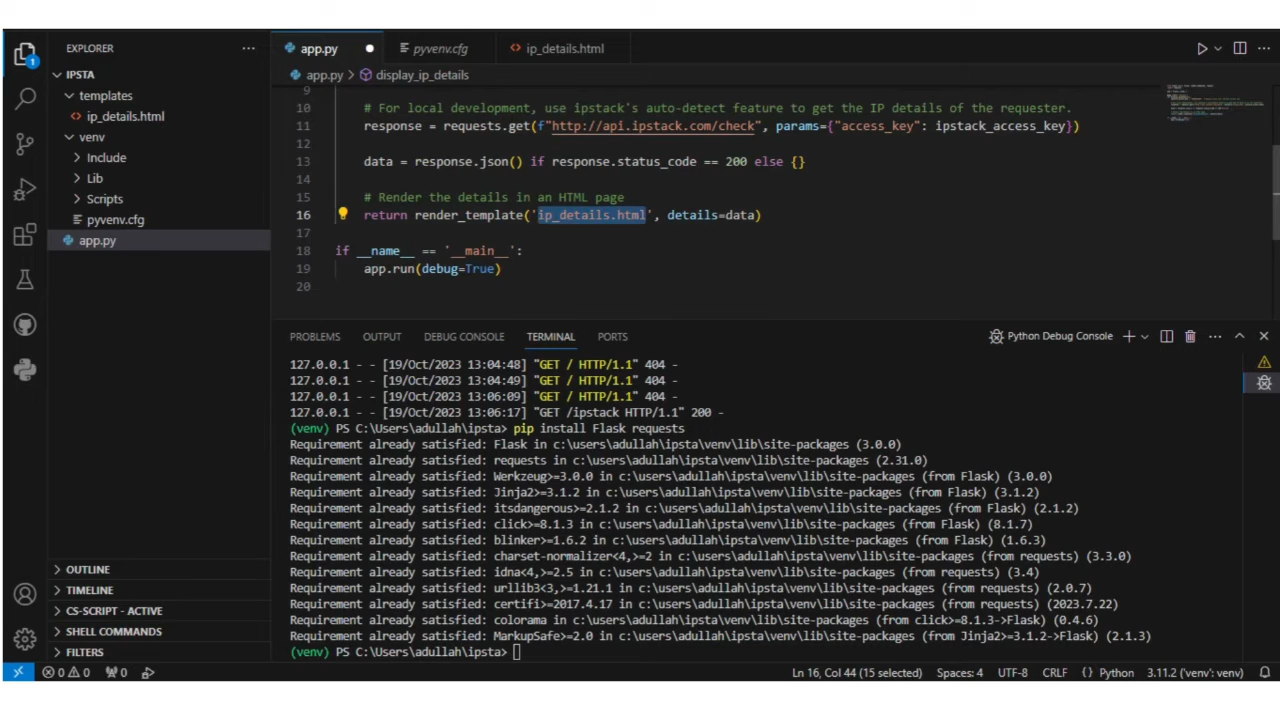 EXPLORER
IPSTA
templates
<> ip_details.html
venv
Include
Lib
Scripts
pyvenv.cfg
app.py
OUTLINE
TIMELINE
CS-SCRIPT - ACTIVE
SHELL COMMANDS
FILTERS
app.py
pyvenv.cfg
<> ip_details.html
app.py > display_ip_details
9
10 # For local development, use ipstack's auto-detect feature to get the IP details of the requester.
11 response = requests.get(f"http://api.ipstack.com/check", params={"access_key": ipstack_access_key})
12
13 data = response.json() if response.status_code == 200 else {}
14
15 # Render the details in an HTML page
16 return render_template('ip_details.html', details=data)
17
18 if __name__ == '__main__':
19 app.run(debug=True)
20
PROBLEMS OUTPUT DEBUG CONSOLE TERMINAL PORTS
Python Debug Console
127.0.0.1 - - [19/Oct/2023 13:04:48] "GET / HTTP/1.1" 404 -
127.0.0.1 - - [19/Oct/2023 13:04:49] "GET / HTTP/1.1" 404 -
127.0.0.1 - - [19/Oct/2023 13:06:09] "GET / HTTP/1.1" 404 -
127.0.0.1 - - [19/Oct/2023 13:06:17] "GET /ipstack HTTP/1.1" 200 -
(venv) PS C:\Users\adullah\ipsta> pip install Flask requests
Requirement already satisfied: Flask in c:\users\adullah\ipsta\venv\lib\site-packages (3.0.0)
Requirement already satisfied: requests in c:\users\adullah\ipsta\venv\lib\site-packages (2.31.0)
Requirement already satisfied: Werkzeug>=3.0.0 in c:\users\adullah\ipsta\venv\lib\site-packages (from Flask) (3.0.0)
Requirement already satisfied: Jinja2>=3.1.2 in c:\users\adullah\ipsta\venv\lib\site-packages (from Flask) (3.1.2)
Requirement already satisfied: itsdangerous>=2.1.2 in c:\users\adullah\ipsta\venv\lib\site-packages (from Flask) (2.1.2)
Requirement already satisfied: click>=8.1.3 in c:\users\adullah\ipsta\venv\lib\site-packages (from Flask) (8.1.7)
Requirement already satisfied: blinker>=1.6.2 in c:\users\adullah\ipsta\venv\lib\site-packages (from Flask) (1.6.3)
Requirement already satisfied: charset-normalizer<4,>=2 in c:\users\adullah\ipsta\venv\lib\site-packages (from requests) (3.3.0)
Requirement already satisfied: idna<4,>=2.5 in c:\users\adullah\ipsta\venv\lib\site-packages (from requests) (3.4)
Requirement already satisfied: urllib3<3,>=1.21.1 in c:\users\adullah\ipsta\venv\lib\site-packages (from requests) (2.0.7)
Requirement already satisfied: certifi>=2017.4.17 in c:\users\adullah\ipsta\venv\lib\site-packages (from requests) (2023.7.22)
Requirement already satisfied: colorama in c:\users\adullah\ipsta\venv\lib\site-packages (from click>=8.1.3->Flask) (0.4.6)
Requirement already satisfied: MarkupSafe>=2.0 in c:\users\adullah\ipsta\venv\lib\site-packages (from Jinja2>=3.1.2->Flask) (2.1.3)
(venv) PS C:\Users\adullah\ipsta>
0 0 0 Ln 16, Col 44 (15 selected) Spaces: 4 UTF-8 CRLF {} Python 3.11.2 ('venv': venv)
1